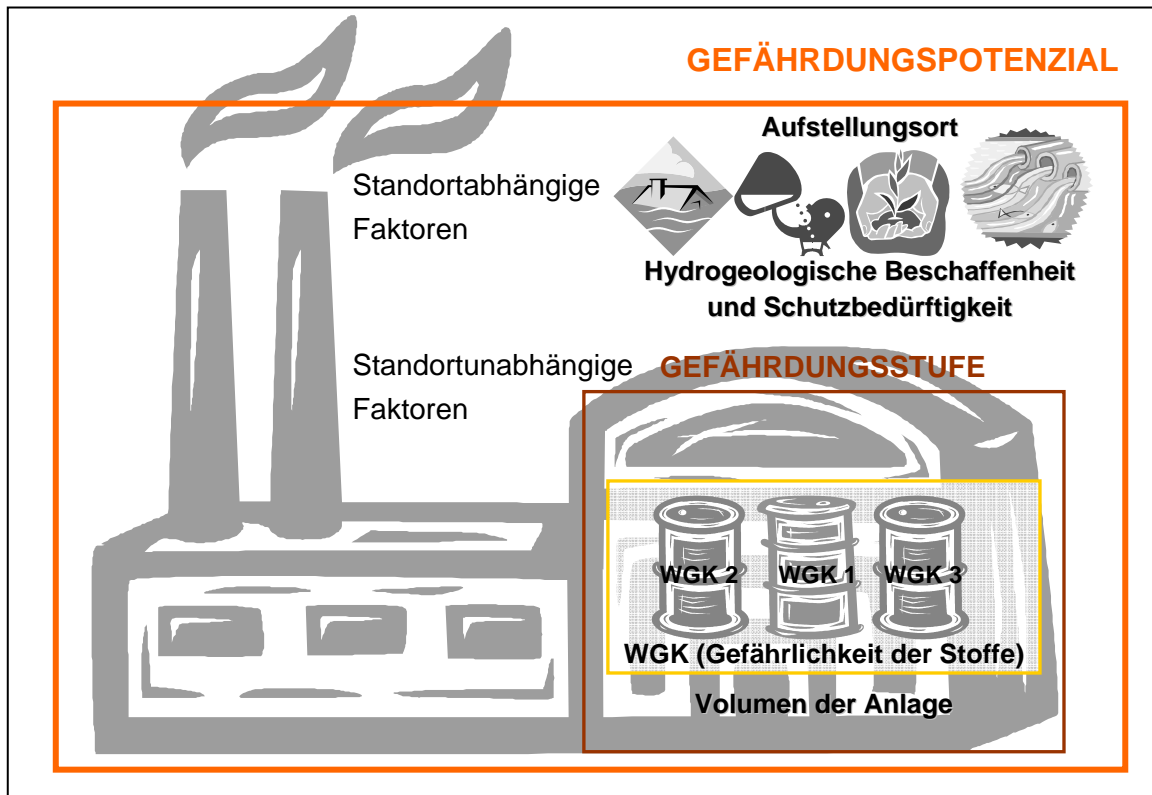 GEFÄHRDUNGSPOTENZIAL
Aufstellungsort
Standortabhängige
Faktoren
Hydrogeologische Beschaffenheit
und Schutzbedürftigkeit
Standortunabhängige
Faktoren
GEFÄHRDUNGSSTUFE
WGK 2 WGK 1 WGK 3
WGK (Gefährlichkeit der Stoffe)
Volumen der Anlage